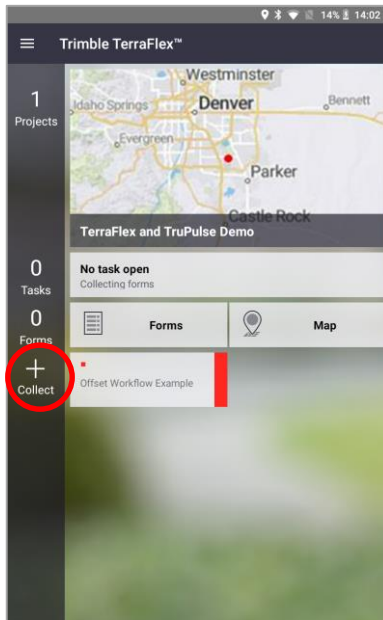 14% 14:02
Trimble TerraFlex™
1
Projects
Westminster
Idaho Springs
Denver
Bennett
Evergreen
Parker
Castle Rock
TerraFlex and TruPulse Demo
0
Tasks
No task open
Collecting forms
0
Forms
Forms
Map
+
Collect
Offset Workflow Example